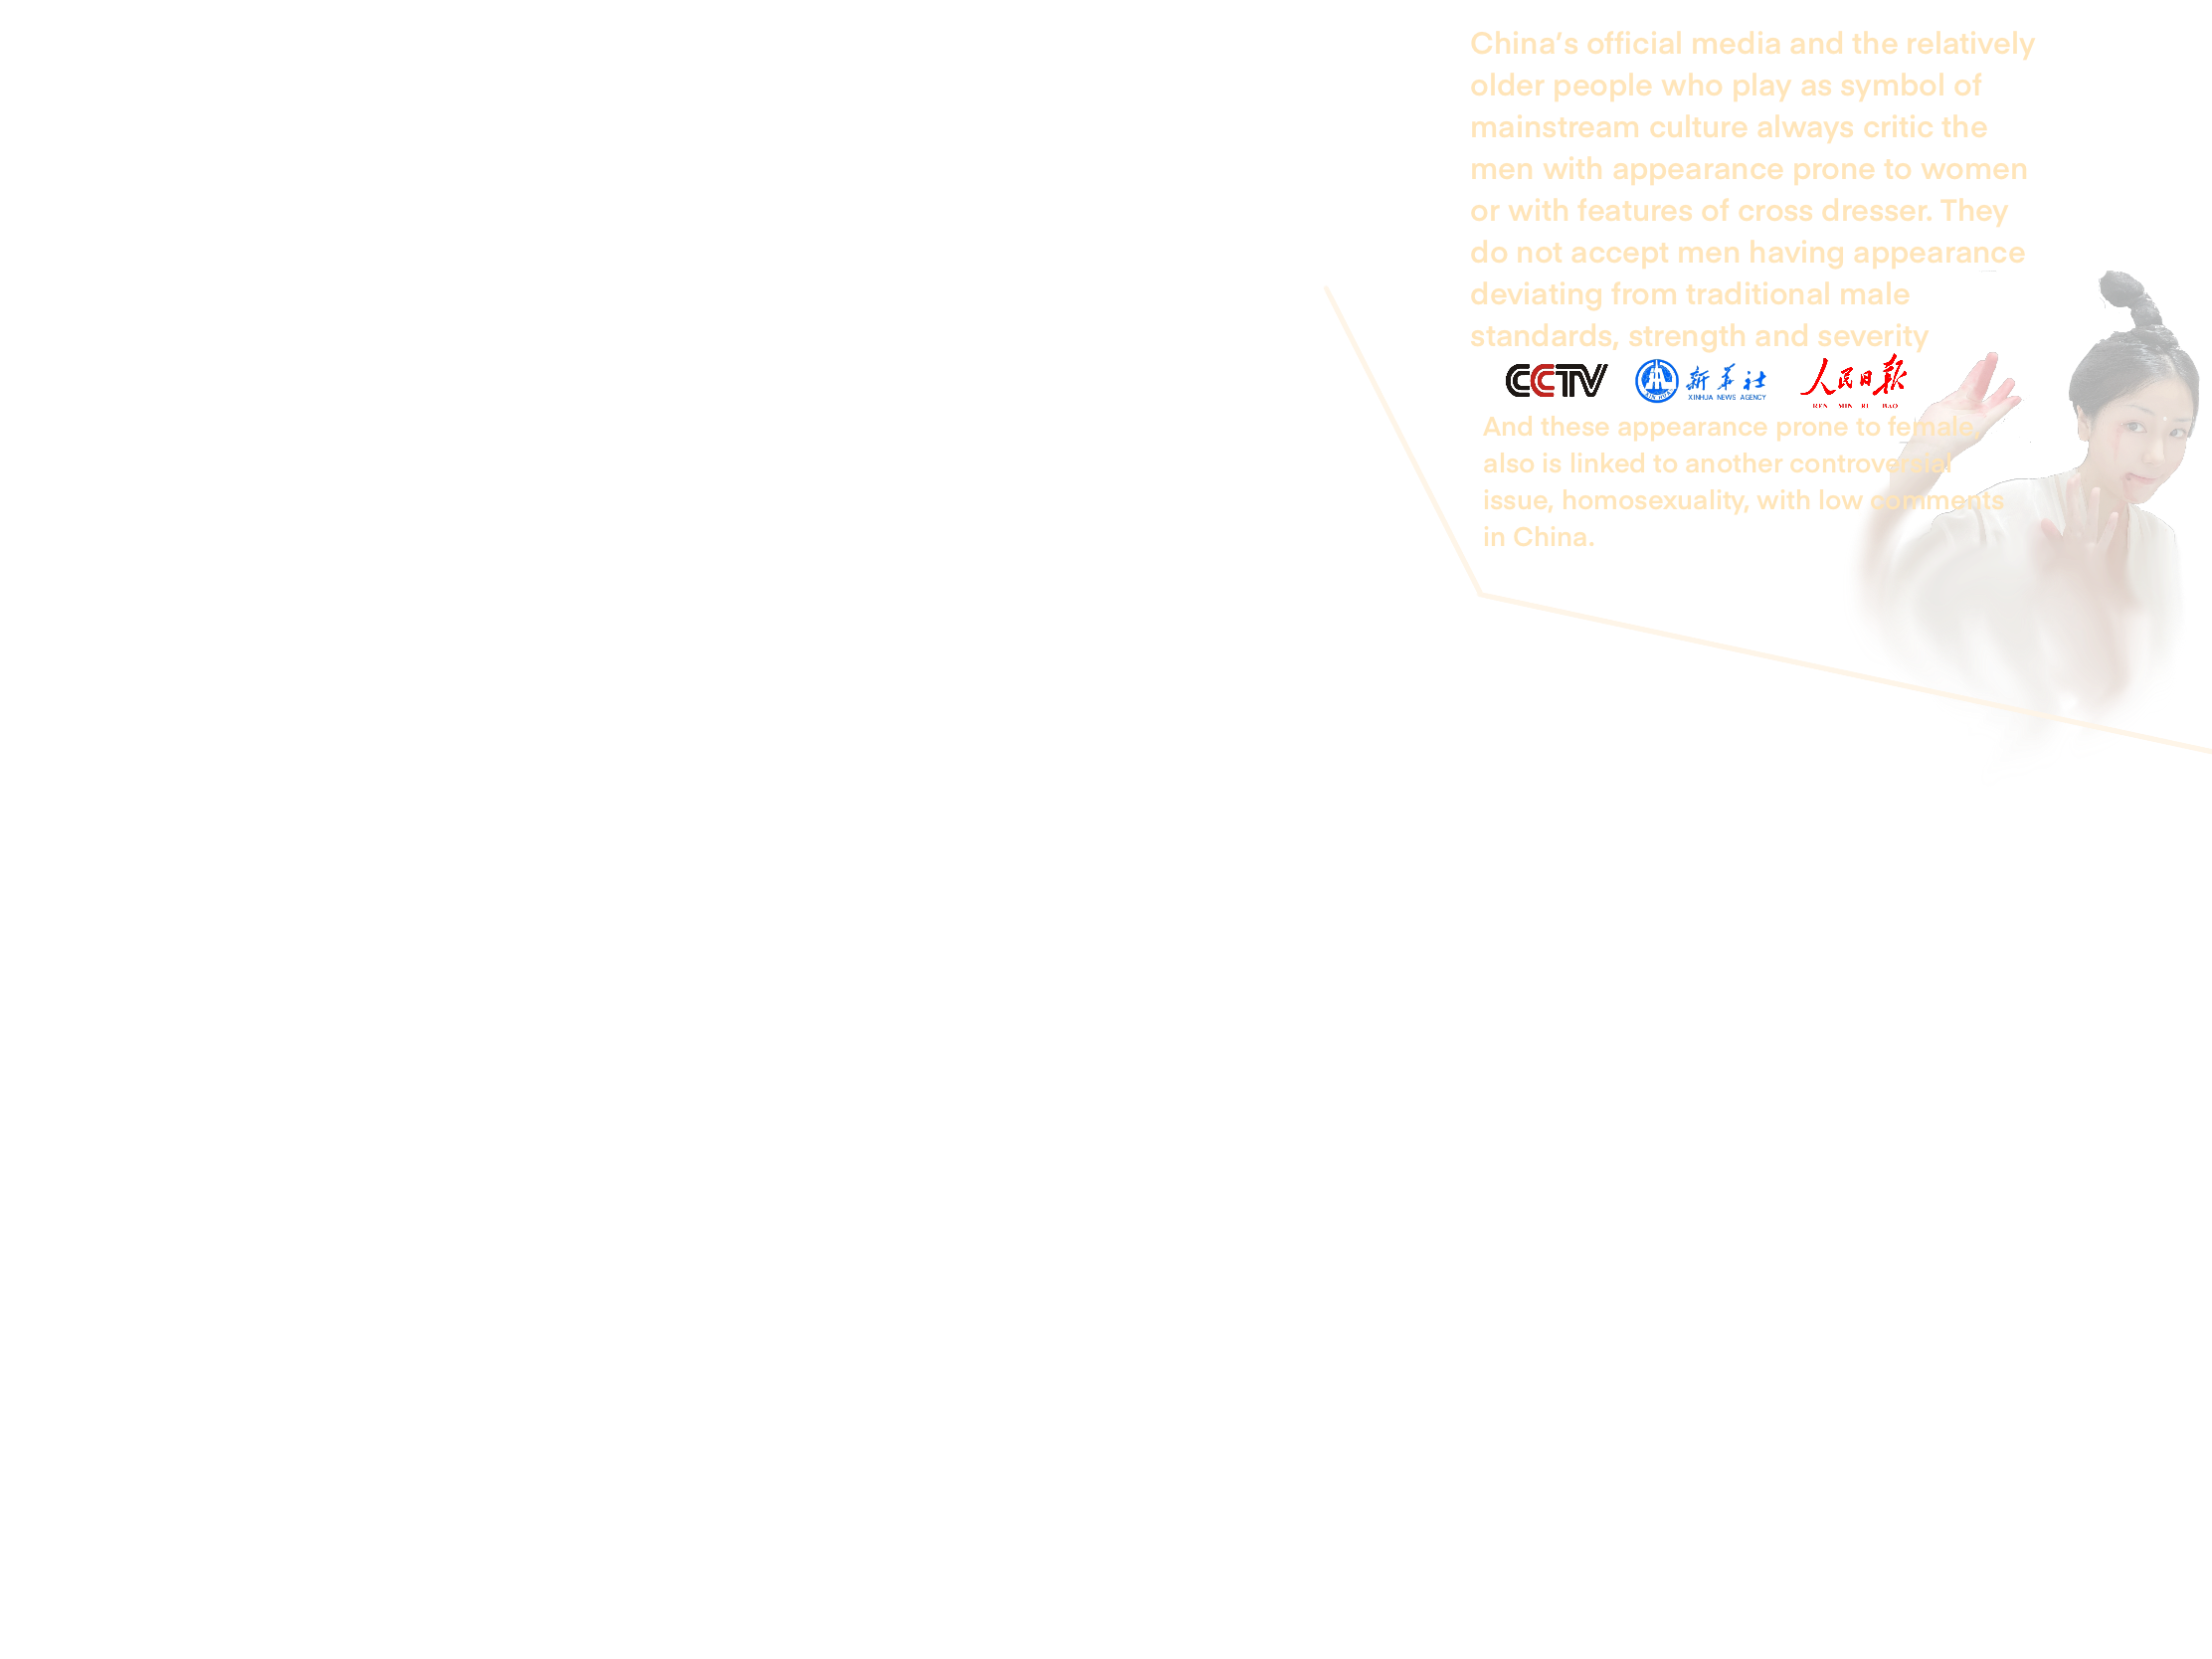 China's official media and the relatively
older people who play as symbol of
mainstream culture always critic the
men with appearance prone to women
or with features of cross dresser. They
do not accept men having appearance
deviating from traditional male
standards, strength and severity
CCTV 新华社 人民日报
XINHUA NEWS AGENCY REN MIN RI BAO
And these appearance prone to female,
also is linked to another controversial
issue, homosexuality, with low comments
in China.